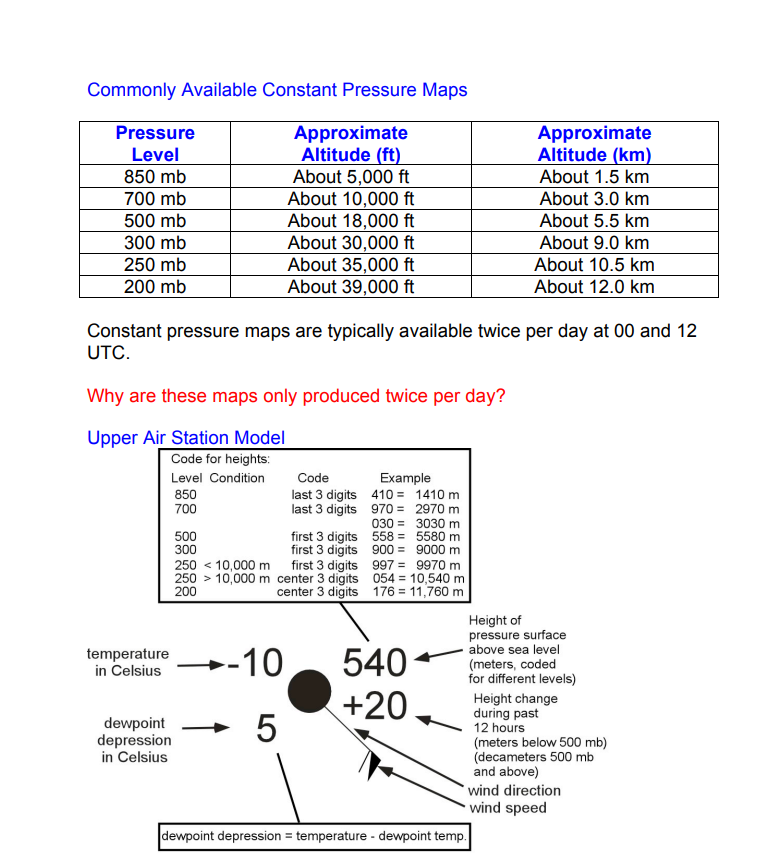 Commonly Available Constant Pressure Maps
Pressure Level Approximate Altitude (ft) Approximate Altitude (km)
850 mb About 5,000 ft About 1.5 km
700 mb About 10,000 ft About 3.0 km
500 mb About 18,000 ft About 5.5 km
300 mb About 30,000 ft About 9.0 km
250 mb About 35,000 ft About 10.5 km
200 mb About 39,000 ft About 12.0 km
Constant pressure maps are typically available twice per day at 00 and 12
UTC.
Why are these maps only produced twice per day?
Upper Air Station Model
Code for heights:
Level Condition Code Example
850 last 3 digits 410 = 1410 m
700 last 3 digits 970 = 2970 m
030 = 3030 m
500 first 3 digits 558 = 5580 m
300 first 3 digits 900 = 9000 m
250 < 10,000 m first 3 digits 997 = 9970 m
250 > 10,000 m center 3 digits 054 = 10,540 m
200 center 3 digits 176 = 11,760 m
temperature
in Celsius
-10
540
Height of
pressure surface
above sea level
(meters, coded
for different levels)
dewpoint
depression
in Celsius
5
+20
Height change
during past
12 hours
(meters below 500 mb)
(decameters 500 mb
and above)
wind direction
wind speed
dewpoint depression = temperature - dewpoint temp.